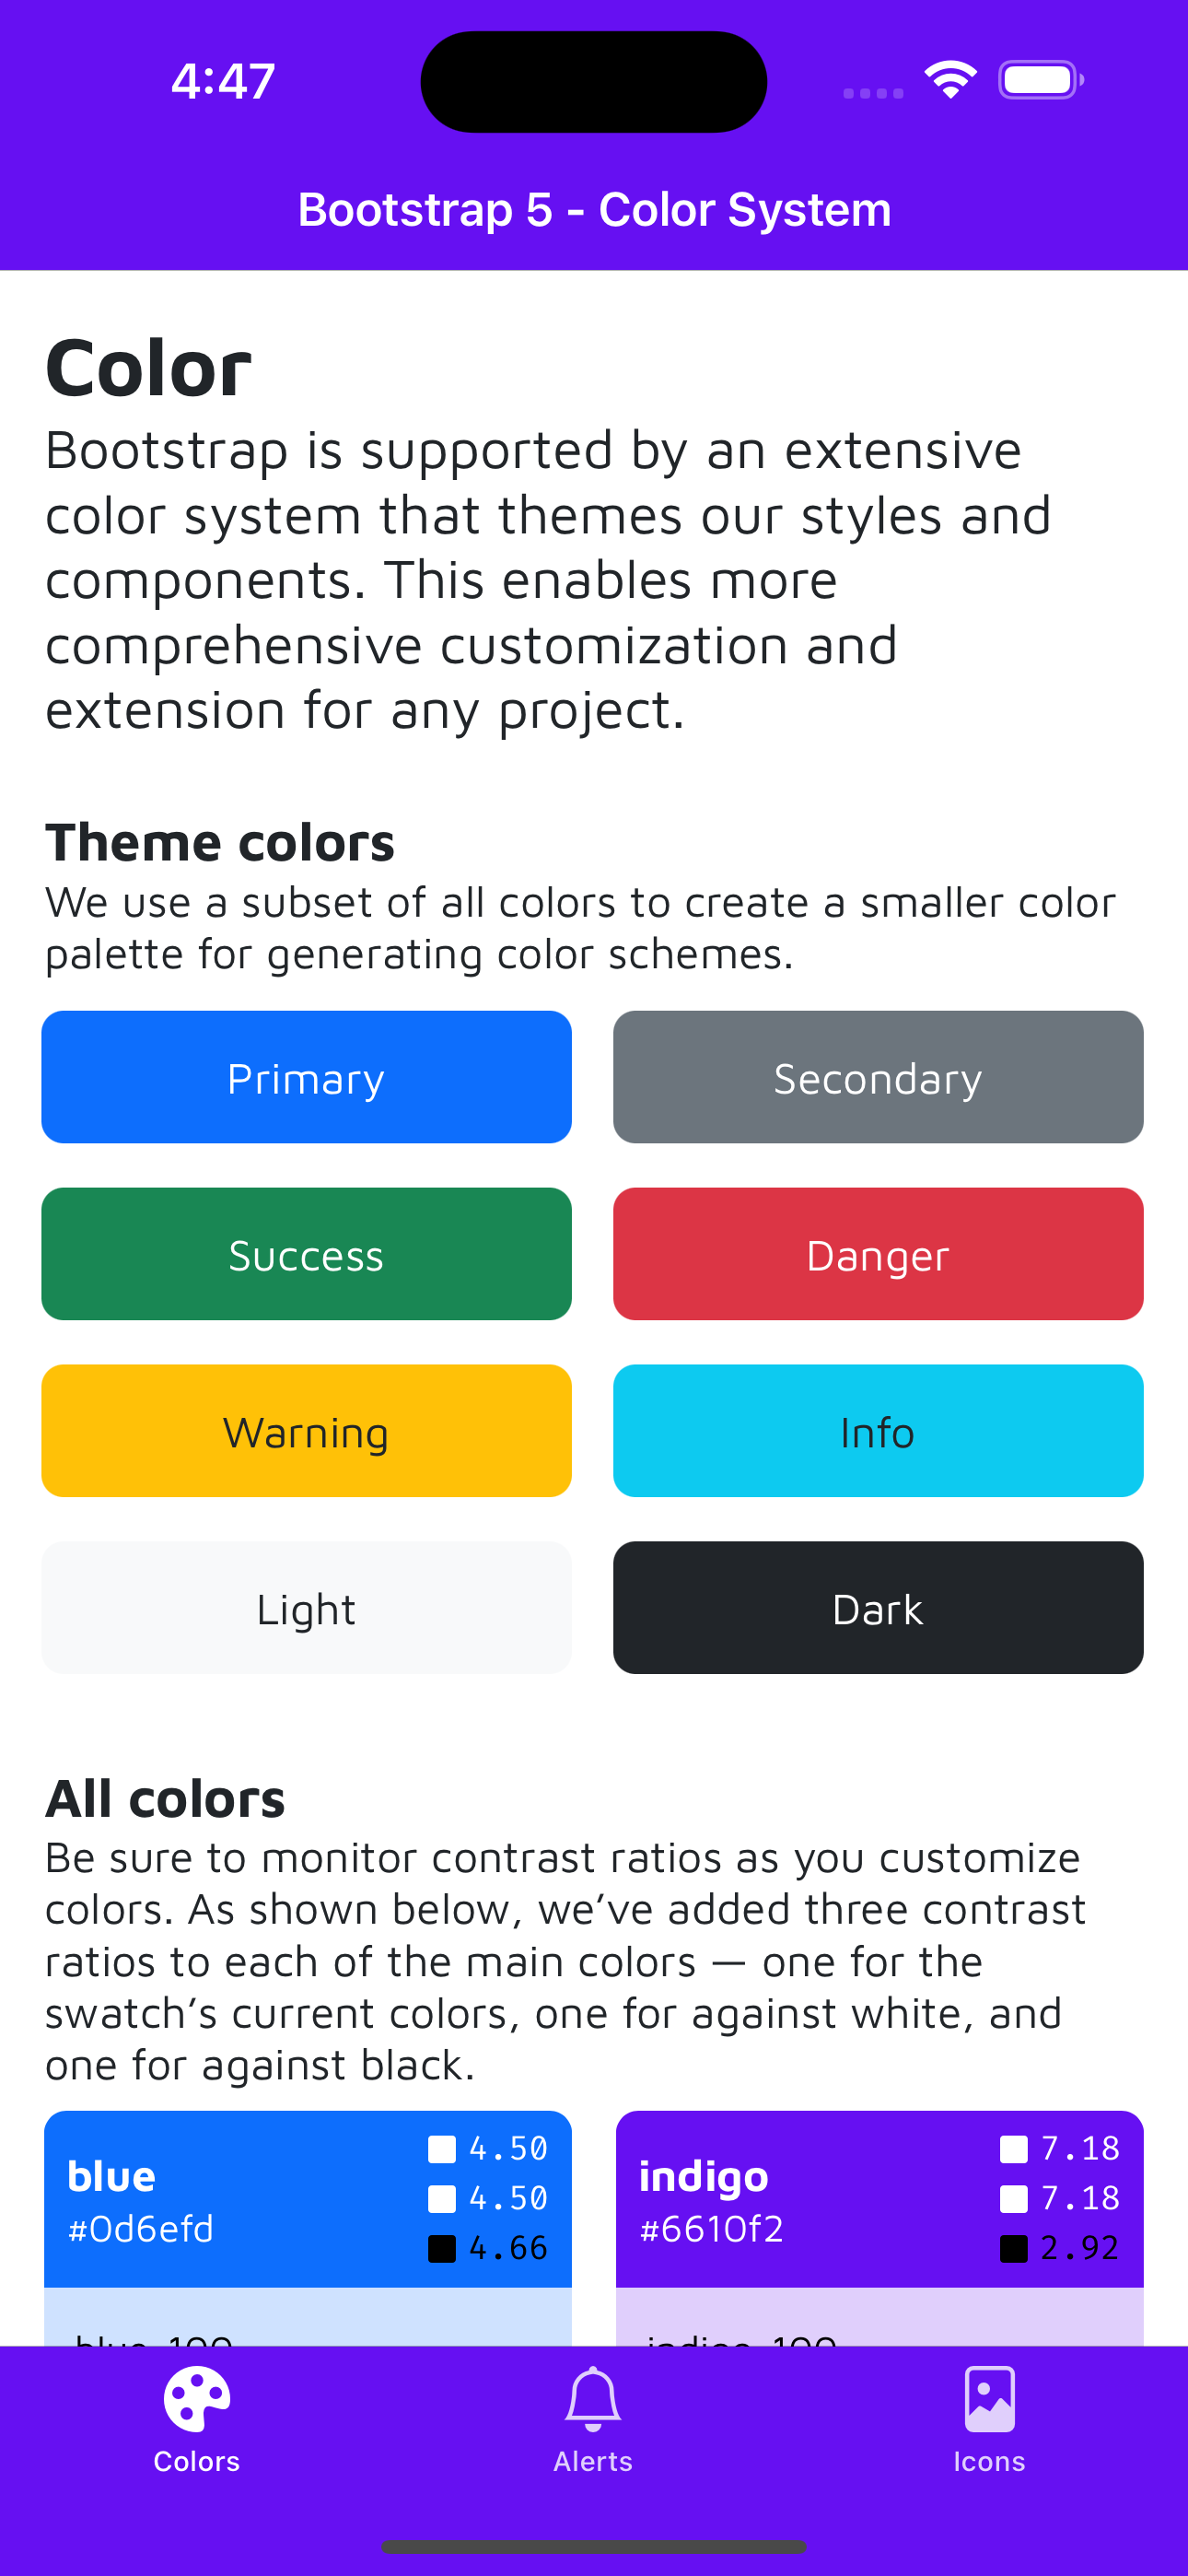 4:47
Bootstrap 5 - Color System
Color
Bootstrap is supported by an extensive
color system that themes our styles and
components. This enables more
comprehensive customization and
extension for any project.
Theme colors
We use a subset of all colors to create a smaller color
palette for generating color schemes.
Primary
Secondary
Success
Danger
Warning
Info
Light
Dark
All colors
Be sure to monitor contrast ratios as you customize
colors. As shown below, we’ve added three contrast
ratios to each of the main colors — one for the
swatch’s current colors, one for against white, and
one for against black.
blue
#0d6efd
4.50
4.50
4.66
indigo
#6610f2
7.18
7.18
2.92
blue-100
indigo-100
Colors
Alerts
Icons